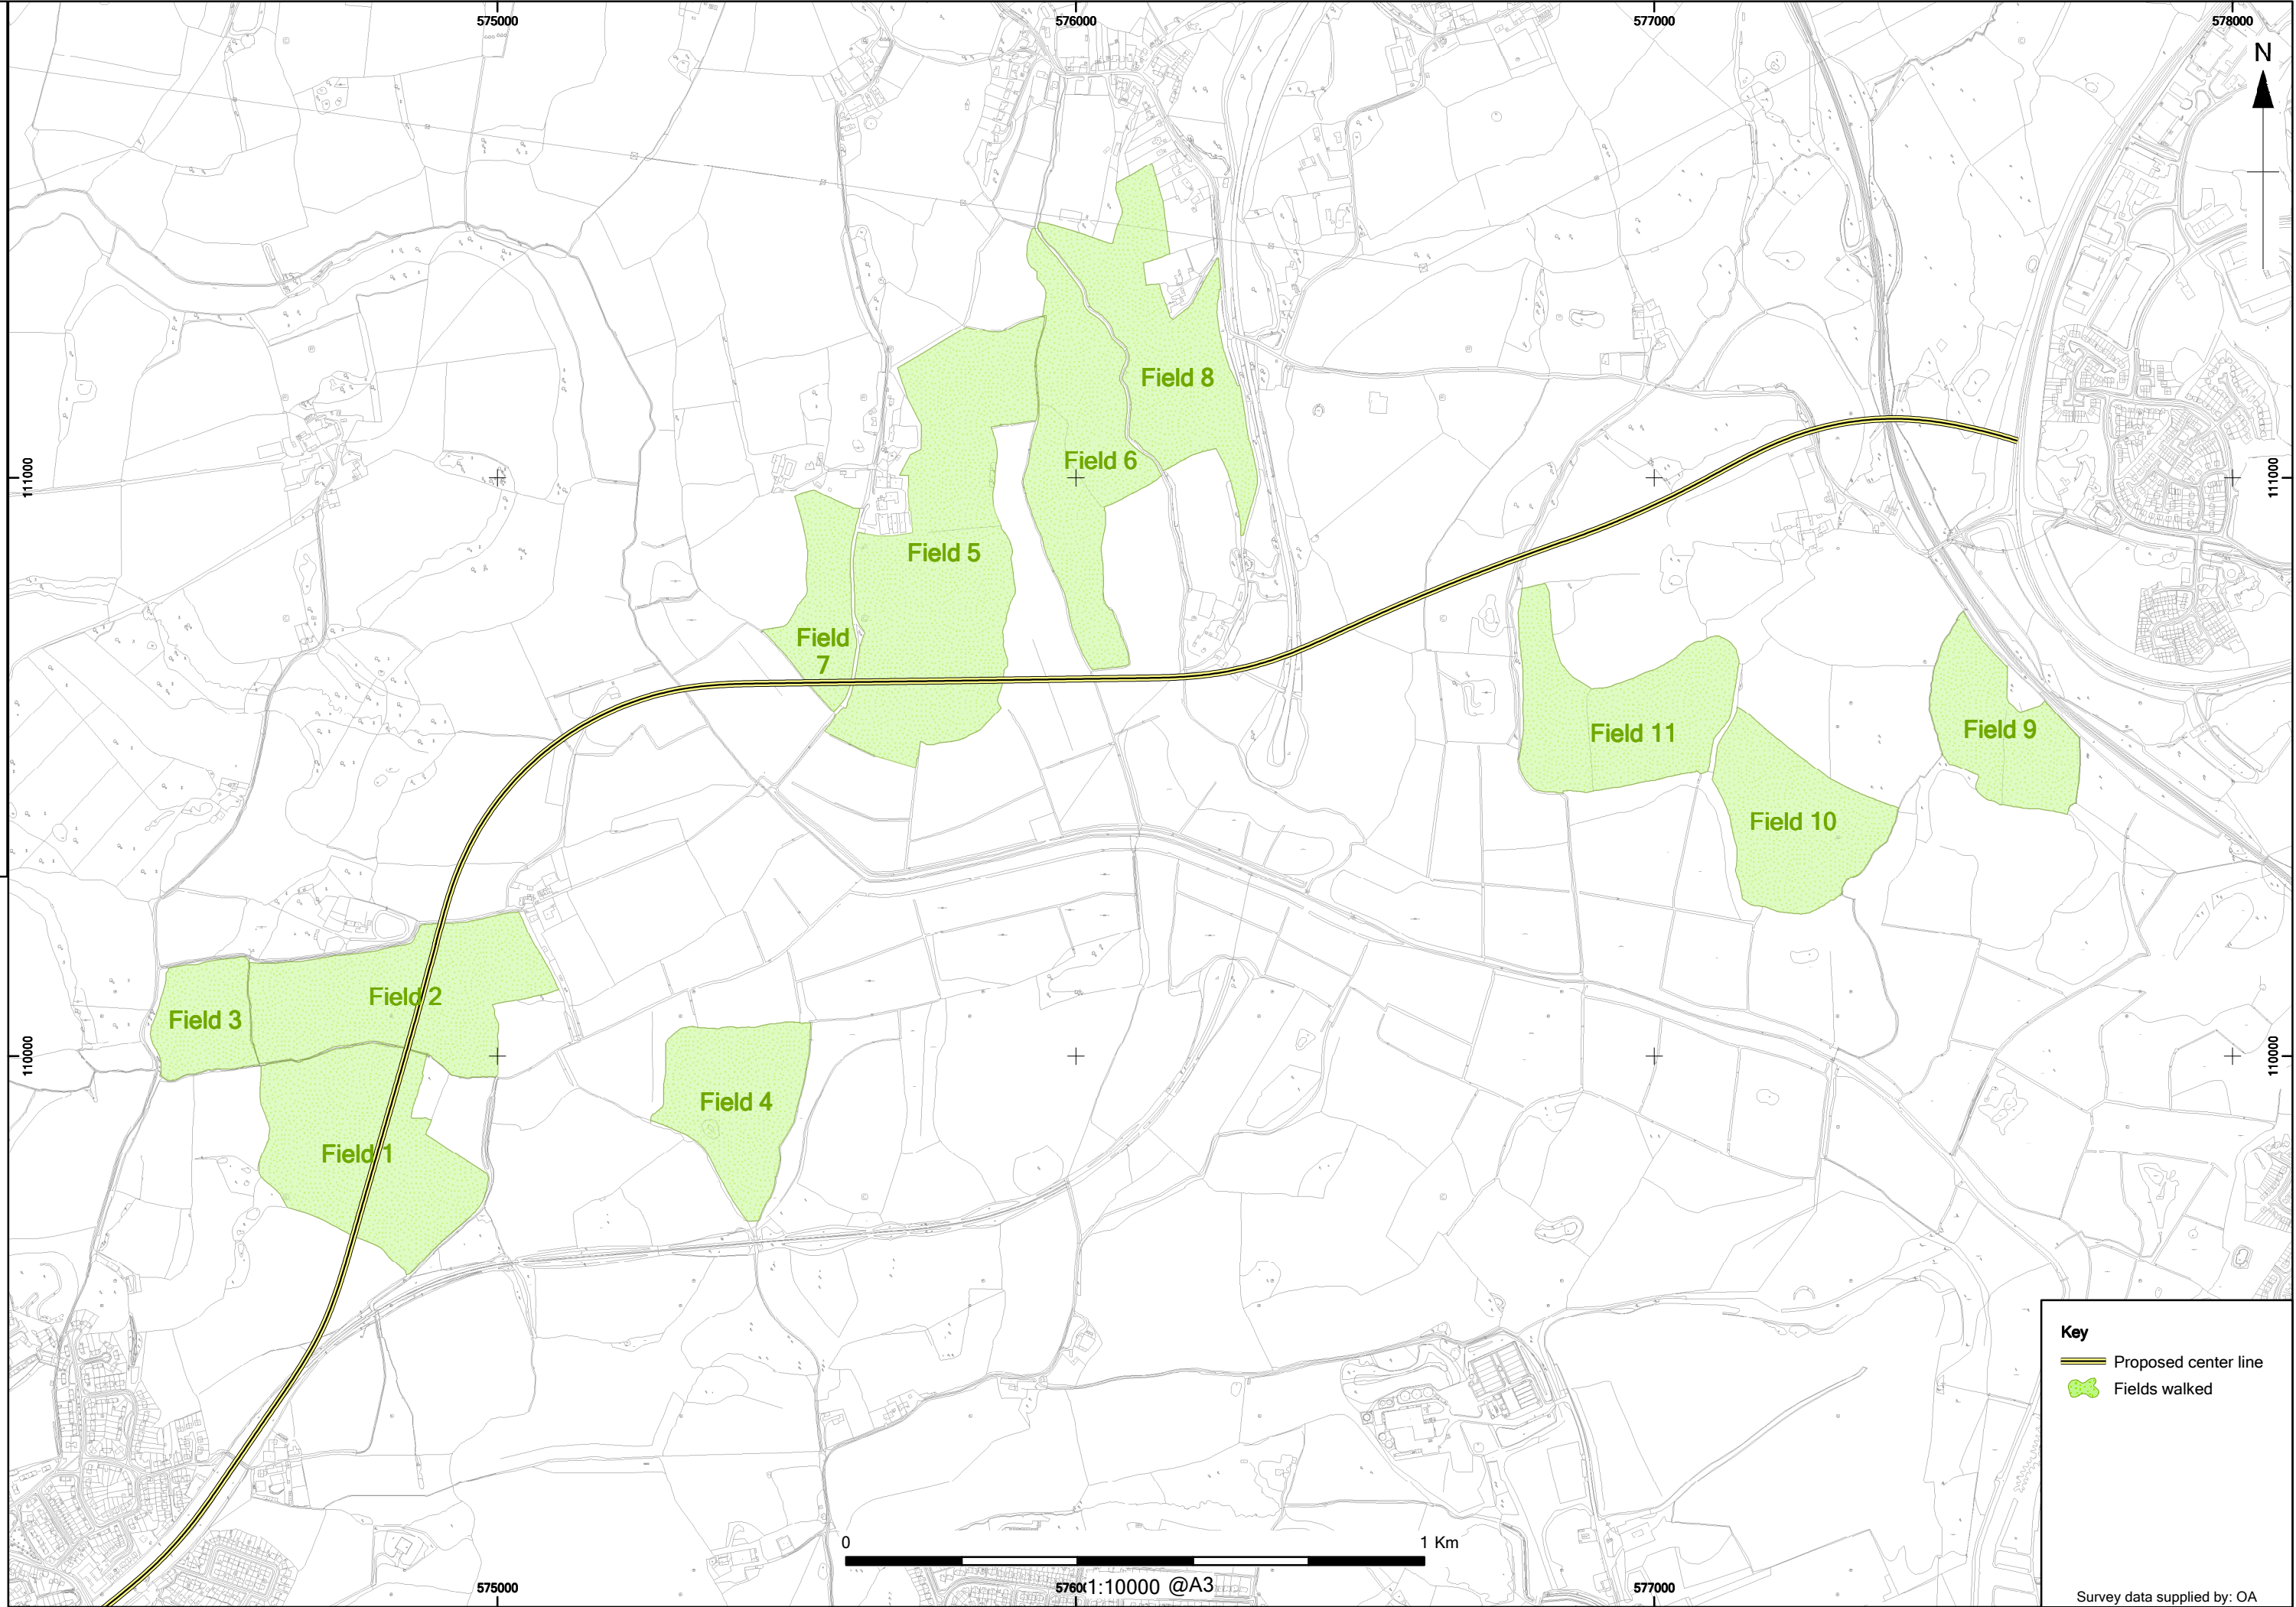 575000
576000
577000
578000
N
Field 8
Field 6
111000
111000
Field 5
Field
7
Field 11
Field 9
Field 10
Field 2
Field 3
110000
110000
Field 4
Field 1
Key
Proposed center line
Fields walked
0
1 Km
575000
5760
1:10000 @A3
577000
Survey data supplied by: OA